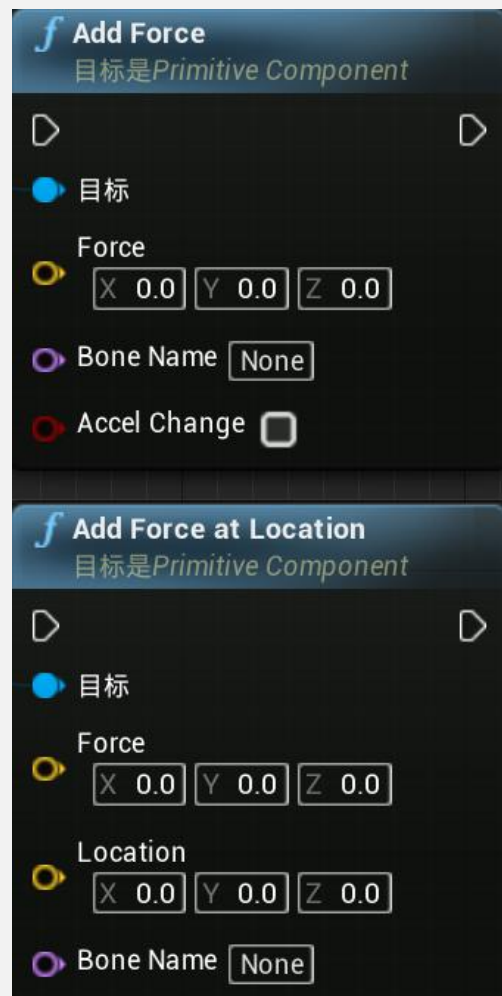 f Add Force
目标是Primitive Component
目标
Force
X 0.0 Y 0.0 Z 0.0
Bone Name None
Accel Change
f Add Force at Location
目标是Primitive Component
目标
Force
X 0.0 Y 0.0 Z 0.0
Location
X 0.0 Y 0.0 Z 0.0
Bone Name None